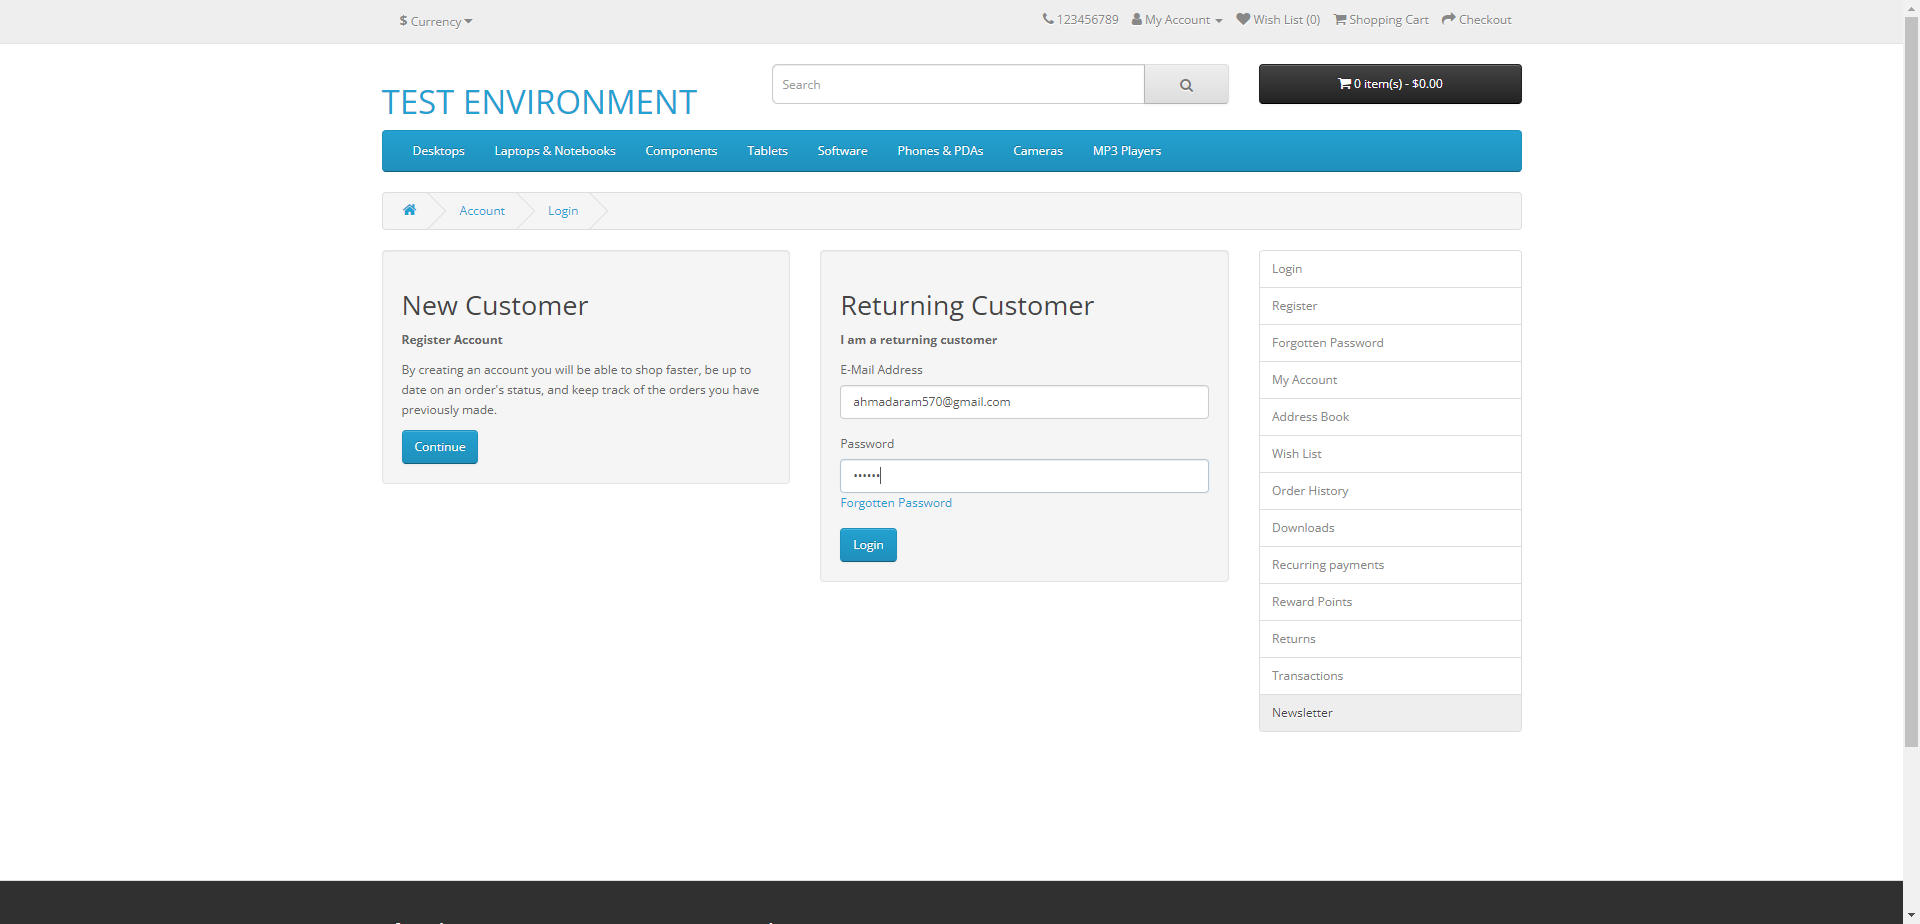 $ Currency
123456789 My Account Wish List (0) Shopping Cart Checkout
TEST ENVIRONMENT
Search
0 item(s) - $0.00
Desktops Laptops & Notebooks Components Tablets Software Phones & PDAs Cameras MP3 Players
Account Login
New Customer
Register Account
By creating an account you will be able to shop faster, be up to
date on an order's status, and keep track of the orders you have
previously made.
Continue
Returning Customer
I am a returning customer
E-Mail Address
ahmadaram570@gmail.com
Password
••••••
Forgotten Password
Login
Login
Register
Forgotten Password
My Account
Address Book
Wish List
Order History
Downloads
Recurring payments
Reward Points
Returns
Transactions
Newsletter